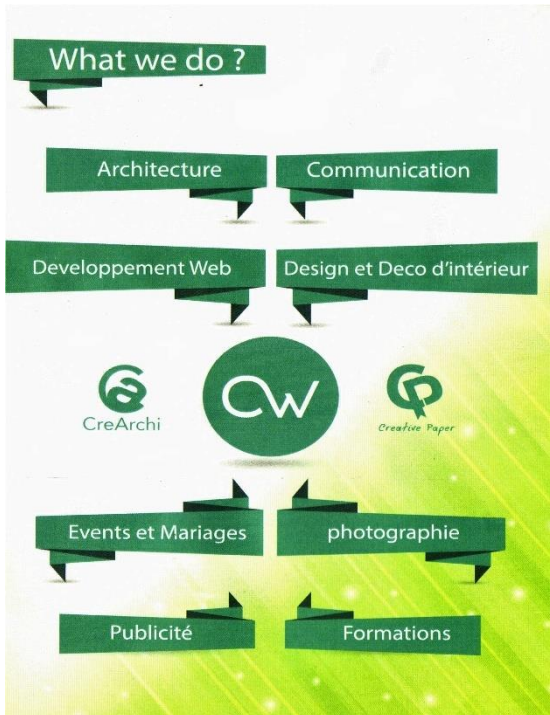 What we do ?
Architecture
Communication
Developpement Web
Design et Deco d'intérieur
CreArchi
CW
Creative Paper
Events et Mariages
photographie
Publicité
Formations